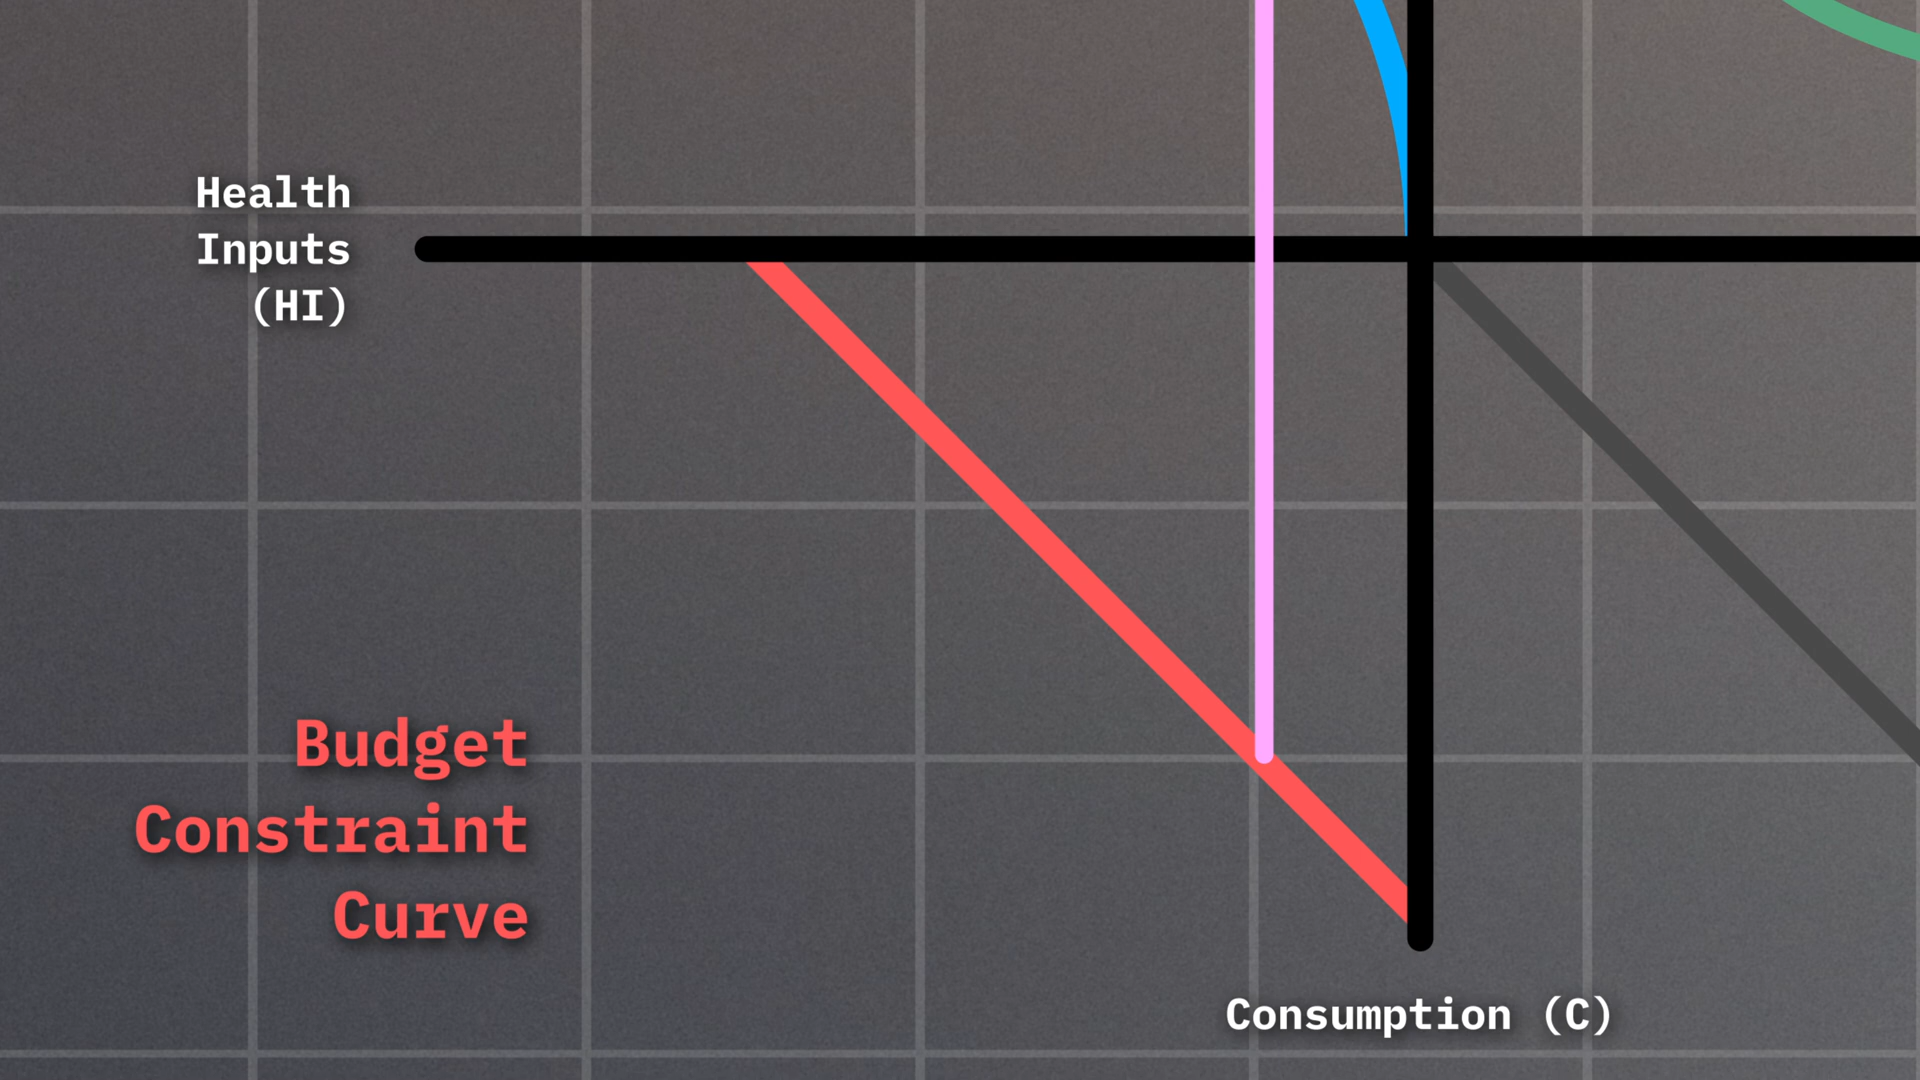 Health
Inputs
(HI)
Budget
Constraint
Curve
Consumption (C)